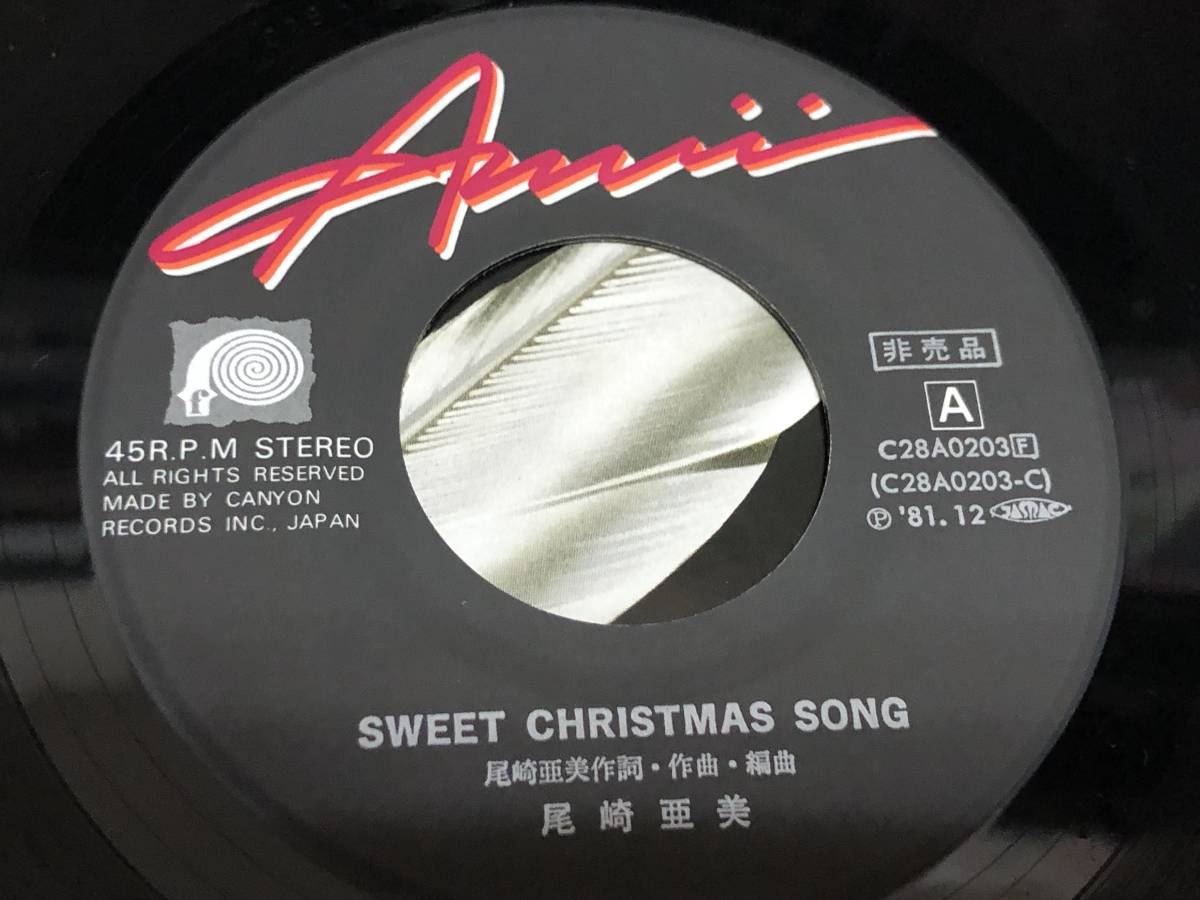 Amii
f
45R.P.M STEREO
ALL RIGHTS RESERVED
MADE BY CANYON
RECORDS INC., JAPAN
非売品
A
C28A0203F
(C28A0203-C)
Ⓟ '81.12 JASRAC
SWEET CHRISTMAS SONG
尾崎亜美作詞・作曲・編曲
尾崎亜美